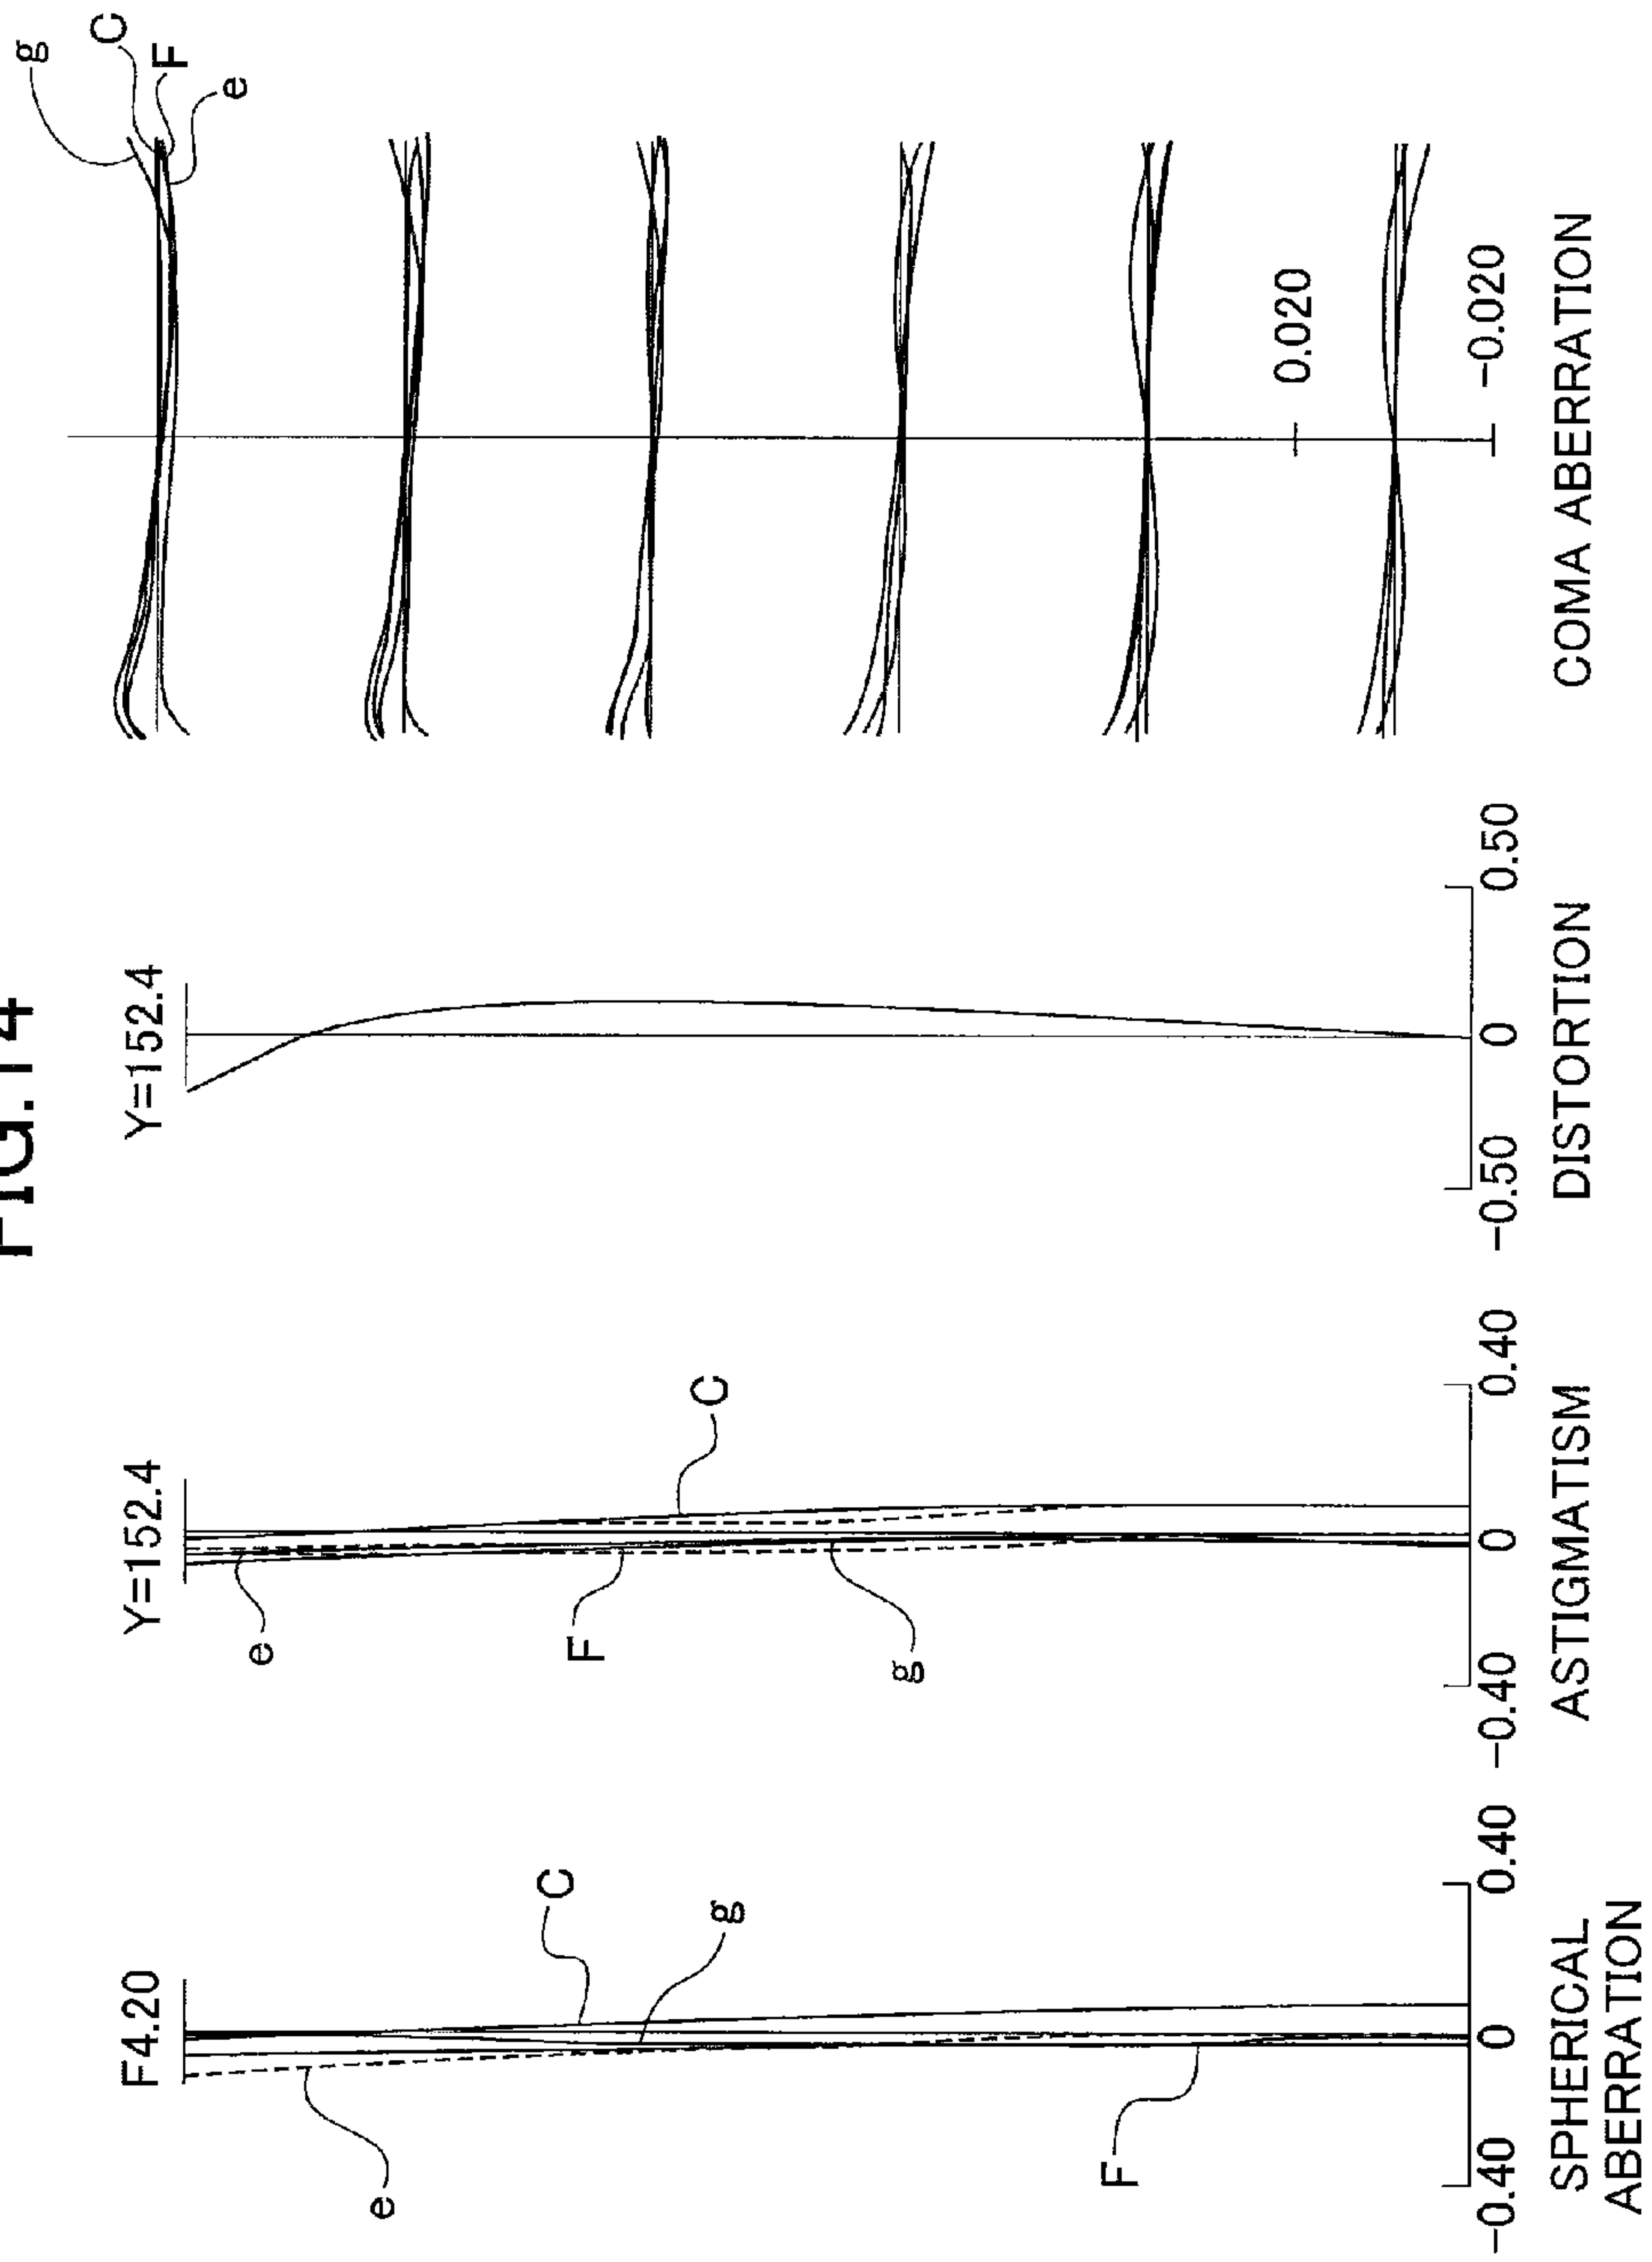 FIG.14
F4.20
C
g
e
F
-0.40
0
0.40
SPHERICAL
ABERRATION
Y=152.4
C
e
F
g
-0.40
0
0.40
ASTIGMATISM
Y=152.4
-0.50
0
0.50
DISTORTION
g
C
F
e
0.020
-0.020
COMA ABERRATION